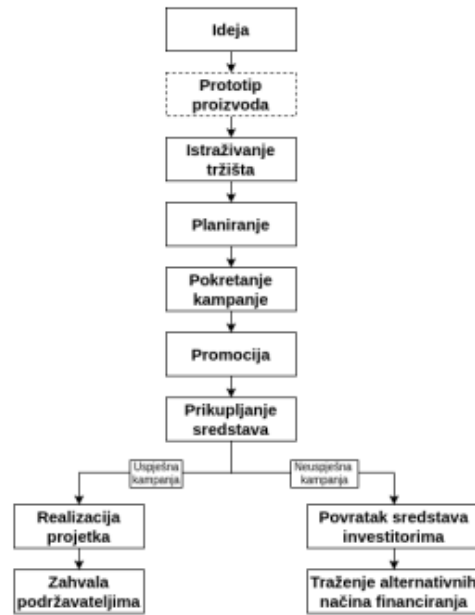 Ideja
Prototip
proizvoda
Istraživanje
tržišta
Planiranje
Pokretanje
kampanje
Promocija
Prikupljanje
sredstava
Uspješna
kampanja
Neuspješna
kampanja
Realizacija
projetka
Povratak sredstava
investitorima
Zahvala
podržavateljima
Traženje alternativnih
načina financiranja